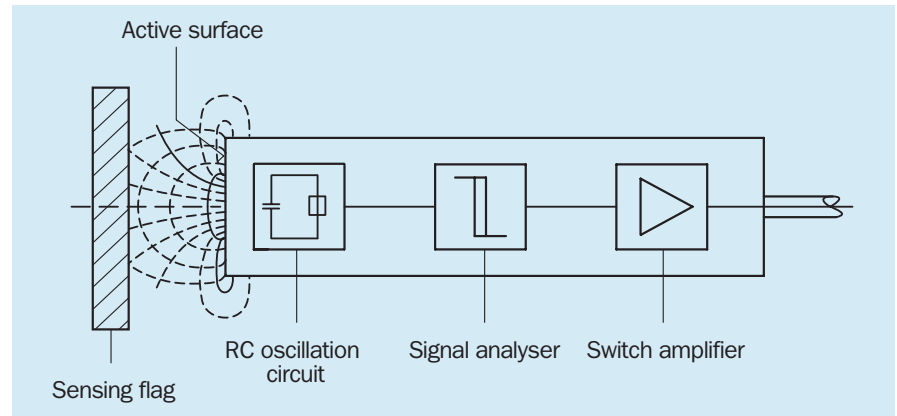 Active surface
RC oscillation
circuit
Signal analyser
Switch amplifier
Sensing flag